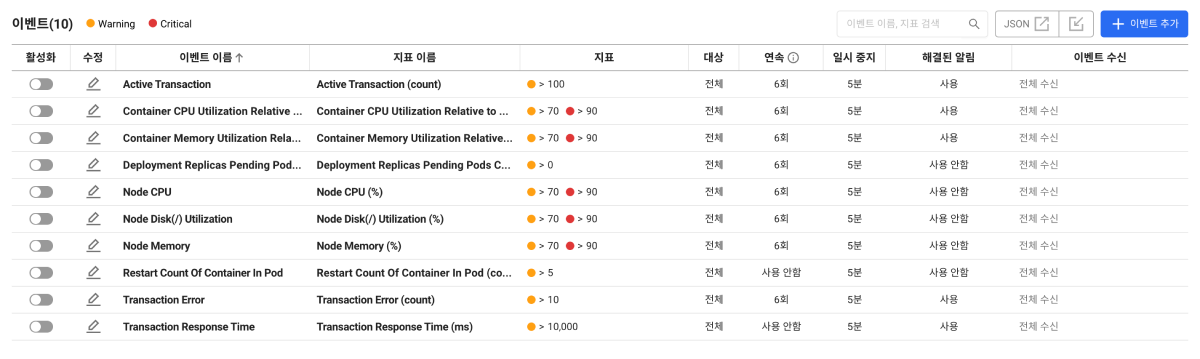 이벤트(10) Warning Critical 이벤트 이름, 지표 검색 JSON 이벤트 추가
활성화 수정 이벤트 이름 지표 이름 지표 대상 연속 일시 중지 해결된 알림 이벤트 수신
Active Transaction Active Transaction (count) > 100 전체 6회 5분 사용 전체 수신
Container CPU Utilization Relative ... Container CPU Utilization Relative to ... > 70 > 90 전체 6회 5분 사용 전체 수신
Container Memory Utilization Rela... Container Memory Utilization Relative... > 70 > 90 전체 6회 5분 사용 전체 수신
Deployment Replicas Pending Pod... Deployment Replicas Pending Pods C... > 0 전체 6회 5분 사용 안함 전체 수신
Node CPU Node CPU (%) > 70 > 90 전체 6회 5분 사용 안함 전체 수신
Node Disk(/) Utilization Node Disk(/) Utilization (%) > 70 > 90 전체 6회 5분 사용 안함 전체 수신
Node Memory Node Memory (%) > 70 > 90 전체 6회 5분 사용 안함 전체 수신
Restart Count Of Container In Pod Restart Count Of Container In Pod (co... > 5 전체 사용 안함 5분 사용 안함 전체 수신
Transaction Error Transaction Error (count) > 10 전체 6회 5분 사용 전체 수신
Transaction Response Time Transaction Response Time (ms) > 10,000 전체 사용 안함 5분 사용 전체 수신